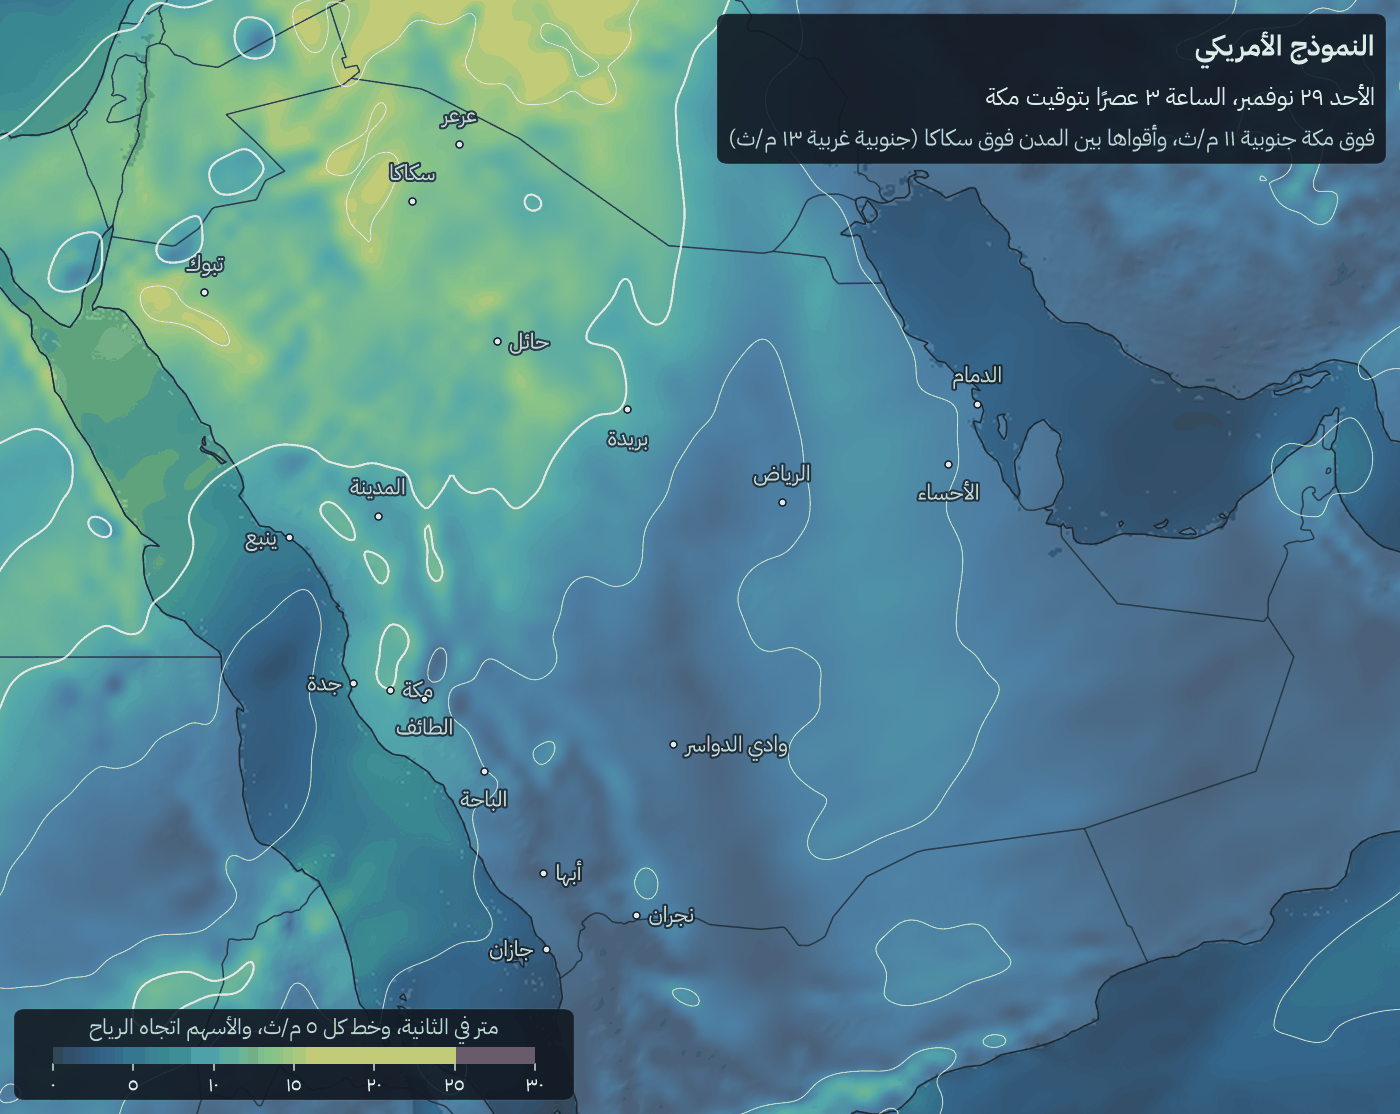 النموذج الأمريكي
الأحد ٢٩ نوفمبر، الساعة ٣ عصرًا بتوقيت مكة
فوق مكة جنوبية ١١ م/ث، وأقواها بين المدن فوق سكاكا (جنوبية غربية ١٣ م/ث)
عرعر
سكاكا
تبوك
حائل
الدمام
بريدة
الرياض
المدينة
الأحساء
ينبع
جدة
مكة
الطائف
وادي الدواسر
الباحة
أبها
نجران
جازان
متر في الثانية، وخط كل ٥ م/ث، والأسهم اتجاه الرياح
٠ ٥ ١٠ ١٥ ٢٠ ٢٥ ٣٠